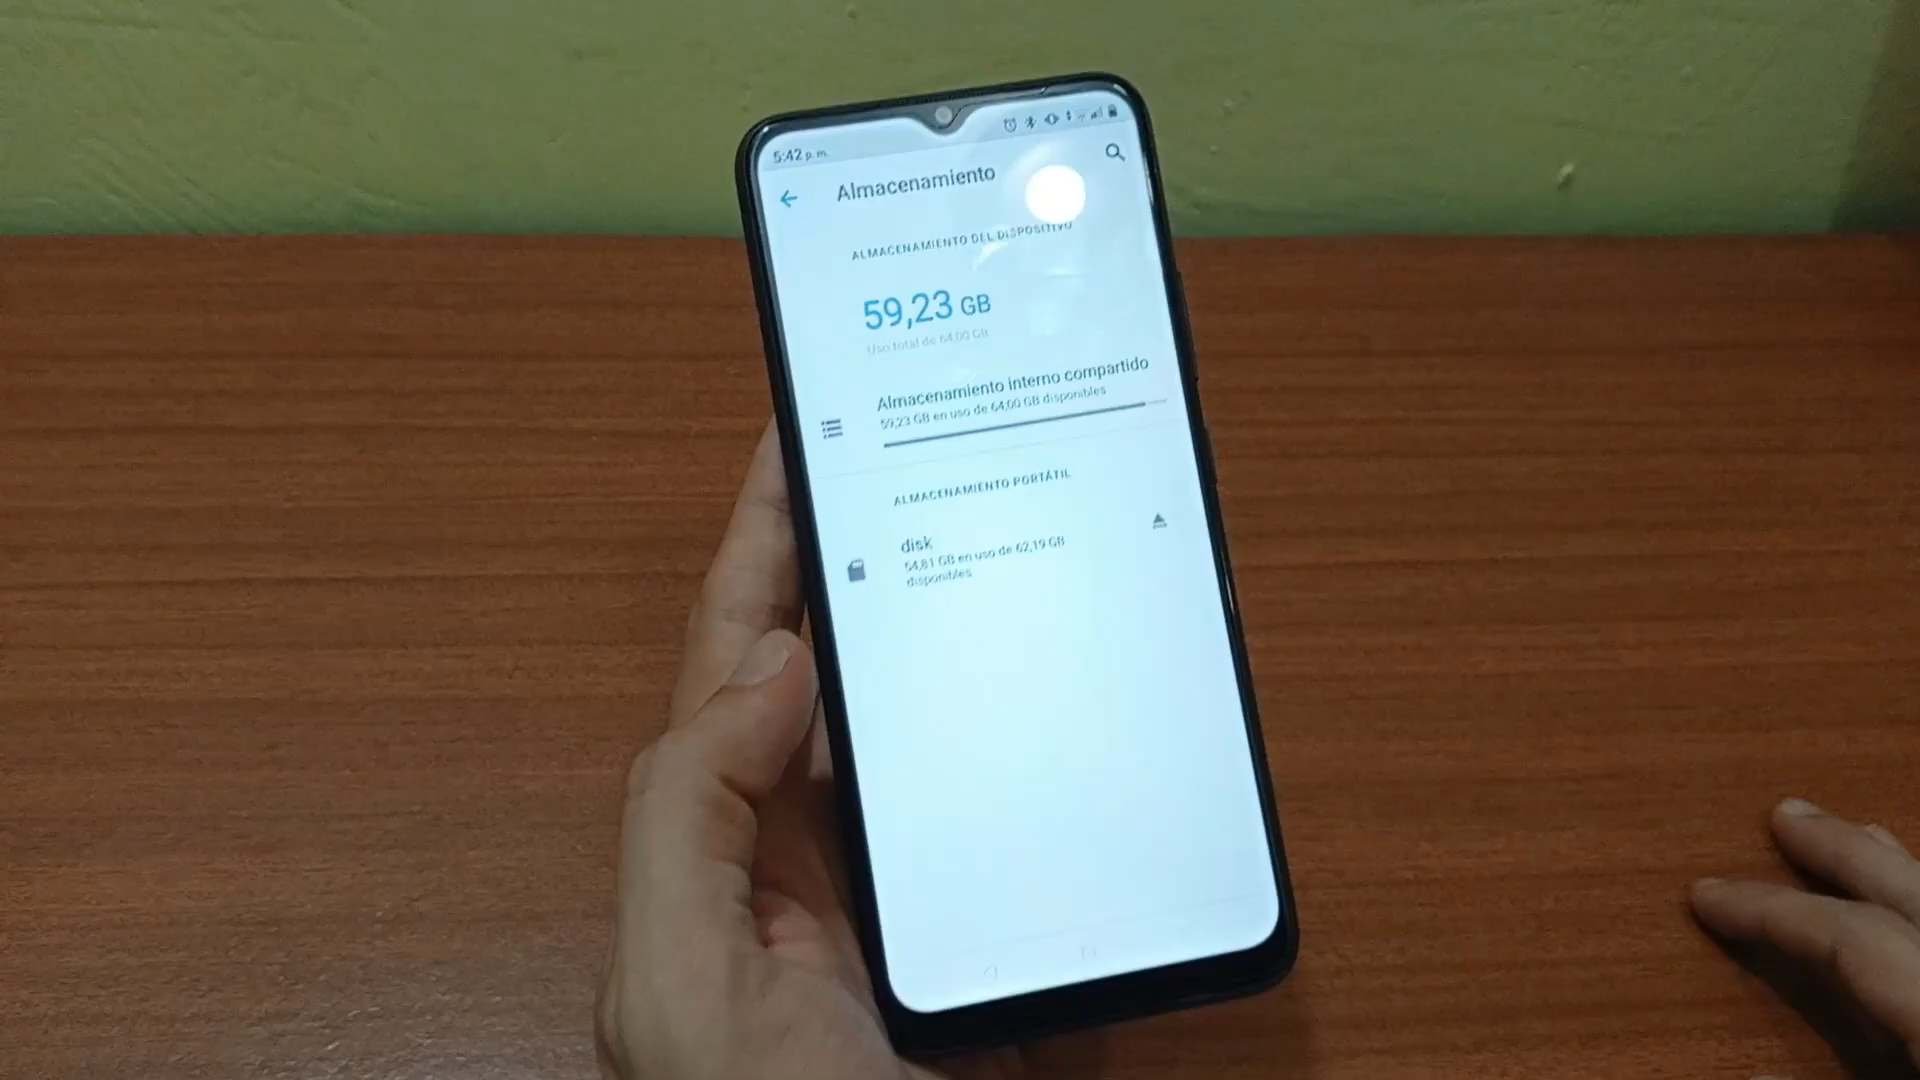 5:42 p. m.
Almacenamiento
ALMACENAMIENTO DEL DISPOSITIVO
59,23 GB
Uso total de 64,00 GB
Almacenamiento interno compartido
59,23 GB en uso de 64,00 GB disponibles
ALMACENAMIENTO PORTÁTIL
disk
54,81 GB en uso de 62,19 GB
disponibles